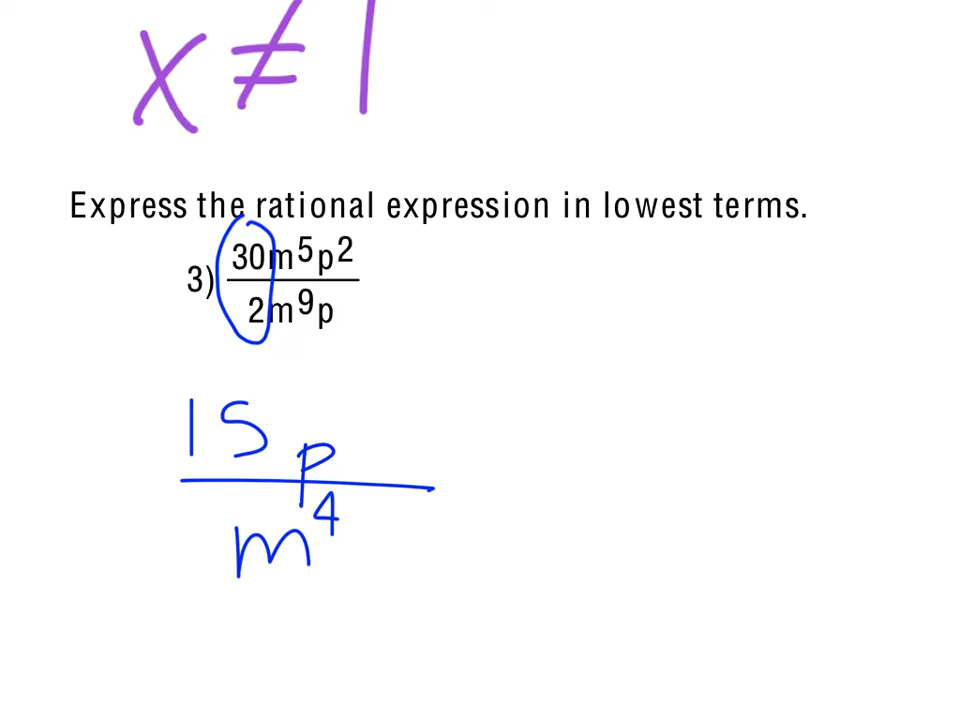 x ≠ 1
Express the rational expression in lowest terms.
3) 30m⁵p²
2m⁹p
15p
m⁴